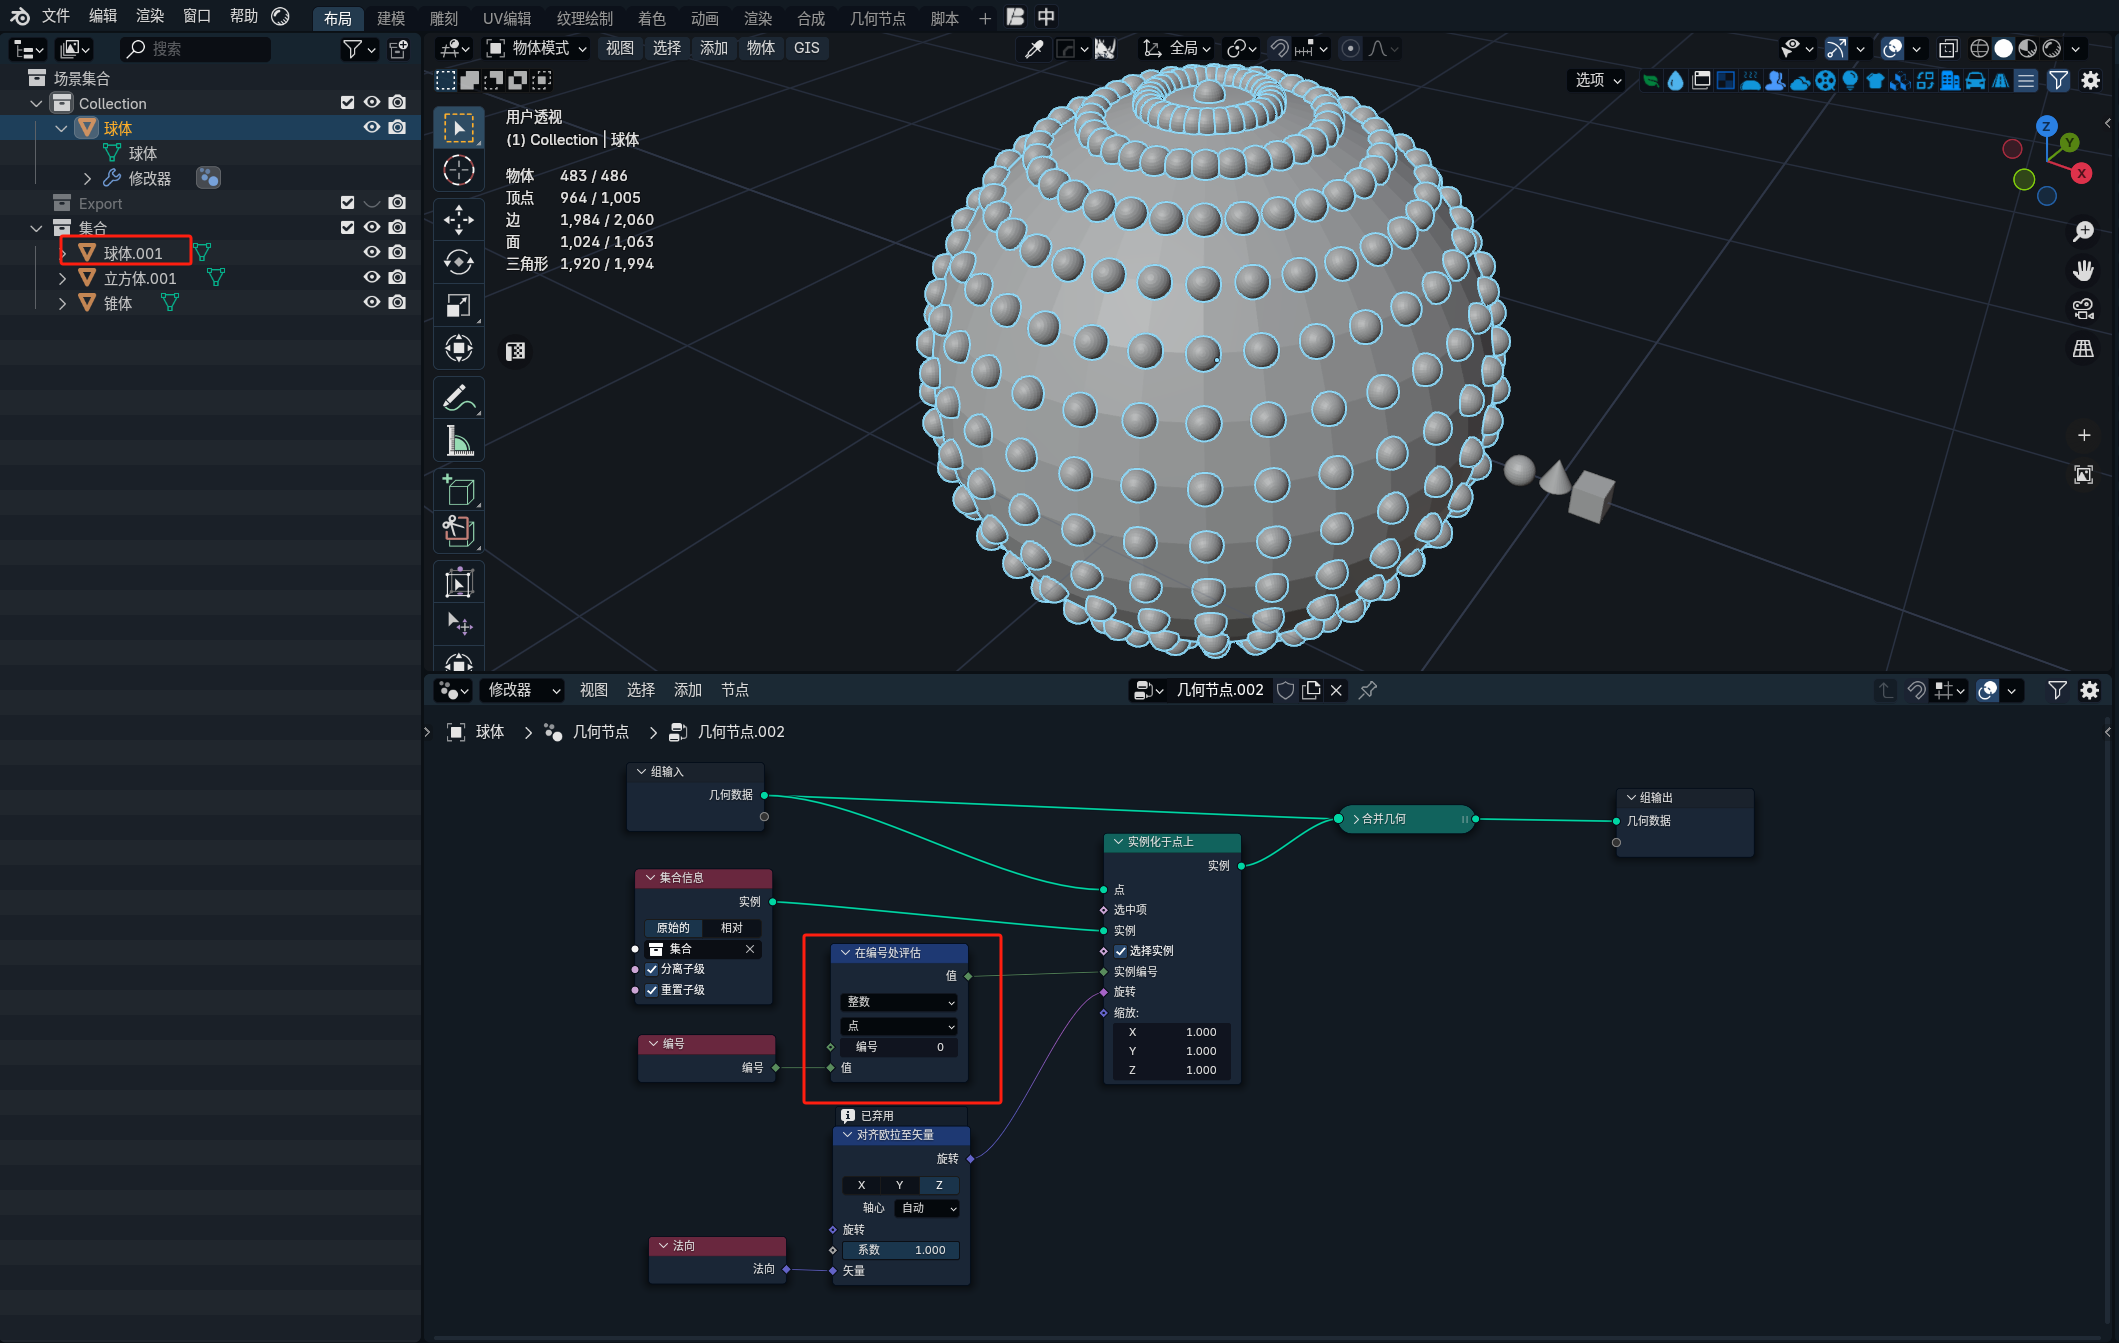 文件 编辑 渲染 窗口 帮助 布局 建模 雕刻 UV编辑 纹理绘制 着色 动画 渲染 合成 几何节点 脚本 + 中
搜索
场景集合
Collection
球体
球体
修改器
Export
集合
球体.001
立方体.001
锥体
物体模式 视图 选择 添加 物体 GIS 全局
选项
用户透视
(1) Collection | 球体
物体 483 / 486
顶点 964 / 1,005
边 1,984 / 2,060
面 1,024 / 1,063
三角形 1,920 / 1,994
Z
Y
X
修改器 视图 选择 添加 节点 几何节点.002
球体 > 几何节点 > 几何节点.002
组输入
几何数据
集合信息
实例
原始的 相对
集合
分离子级
重置子级
编号
编号
在编号处评估
值
整数
点
编号 0
值
已弃用
对齐欧拉至矢量
旋转
X Y Z
轴心 自动
旋转
系数 1.000
矢量
法向
法向
实例化于点上
实例
点
选中项
实例
选择实例
实例编号
旋转
缩放:
X 1.000
Y 1.000
Z 1.000
合并几何
组输出
几何数据